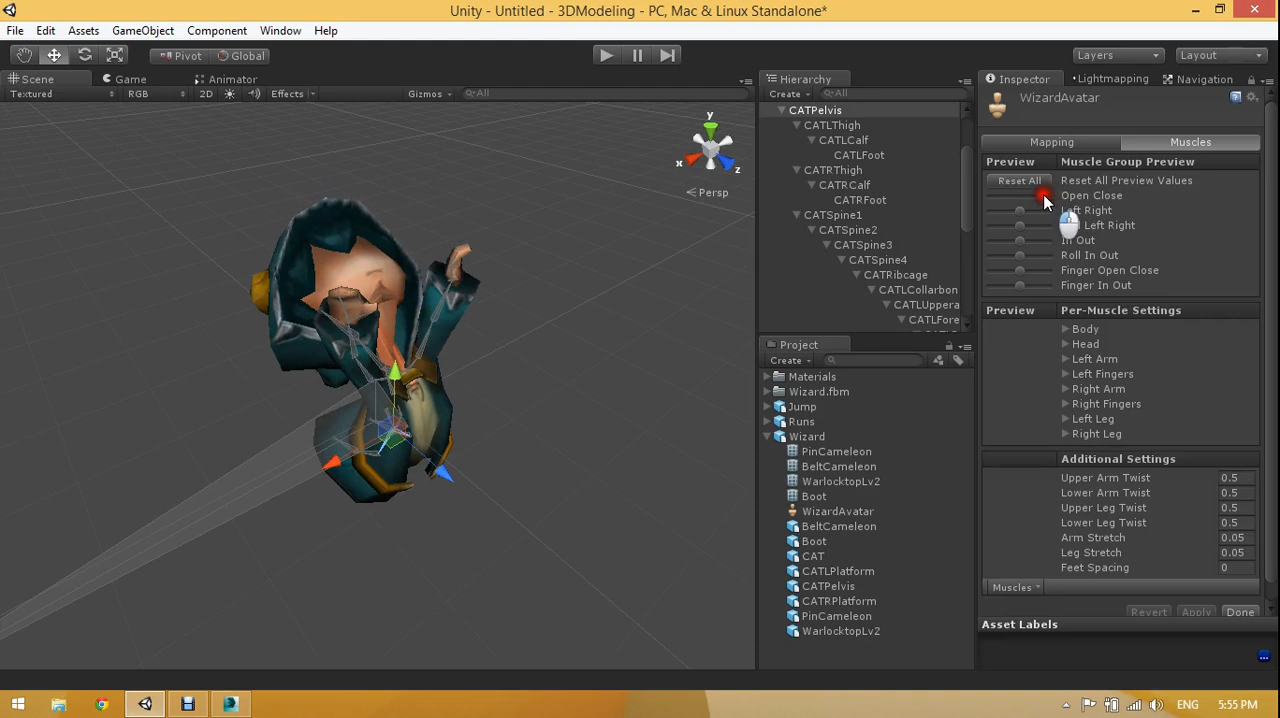 Unity - Untitled - 3DModeling - PC, Mac & Linux Standalone*
File Edit Assets GameObject Component Window Help
Pivot Global Layers Layout
Scene Game Animator
Textured RGB 2D Effects Gizmos All
y
x
z
Persp
Hierarchy
Create All
CATPelvis
CATLThigh
CATLCalf
CATLFoot
CATRThigh
CATRCalf
CATRFoot
CATSpine1
CATSpine2
CATSpine3
CATSpine4
CATRibcage
CATLCollarbon
CATLUppera
CATLFore
Project
Create
Materials
Wizard.fbm
Jump
Runs
Wizard
PinCameleon
BeltCameleon
WarlocktopLv2
Boot
WizardAvatar
BeltCameleon
Boot
CAT
CATLPlatform
CATPelvis
CATRPlatform
PinCameleon
WarlocktopLv2
Inspector Lightmapping Navigation
WizardAvatar
Mapping Muscles
Preview Muscle Group Preview
Reset All Reset All Preview Values
Open Close
Left Right
Left Right
In Out
Roll In Out
Finger Open Close
Finger In Out
Preview Per-Muscle Settings
Body
Head
Left Arm
Left Fingers
Right Arm
Right Fingers
Left Leg
Right Leg
Additional Settings
Upper Arm Twist 0.5
Lower Arm Twist 0.5
Upper Leg Twist 0.5
Lower Leg Twist 0.5
Arm Stretch 0.05
Leg Stretch 0.05
Feet Spacing 0
Muscles
Revert Apply Done
Asset Labels
ENG 5:55 PM